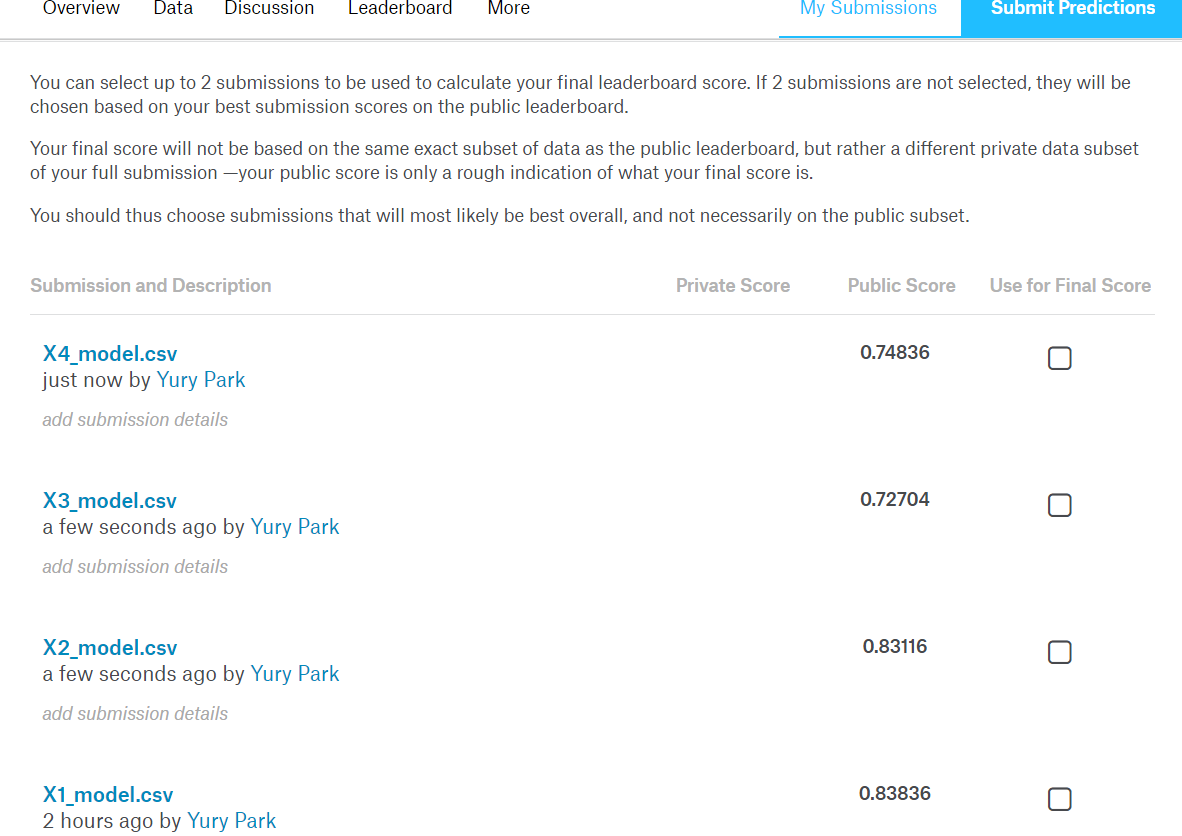 Overview Data Discussion Leaderboard More My Submissions Submit Predictions
You can select up to 2 submissions to be used to calculate your final leaderboard score. If 2 submissions are not selected, they will be
chosen based on your best submission scores on the public leaderboard.
Your final score will not be based on the same exact subset of data as the public leaderboard, but rather a different private data subset
of your full submission —your public score is only a rough indication of what your final score is.
You should thus choose submissions that will most likely be best overall, and not necessarily on the public subset.
Submission and Description Private Score Public Score Use for Final Score
X4_model.csv 0.74836
just now by Yury Park
add submission details
X3_model.csv 0.72704
a few seconds ago by Yury Park
add submission details
X2_model.csv 0.83116
a few seconds ago by Yury Park
add submission details
X1_model.csv 0.83836
2 hours ago by Yury Park